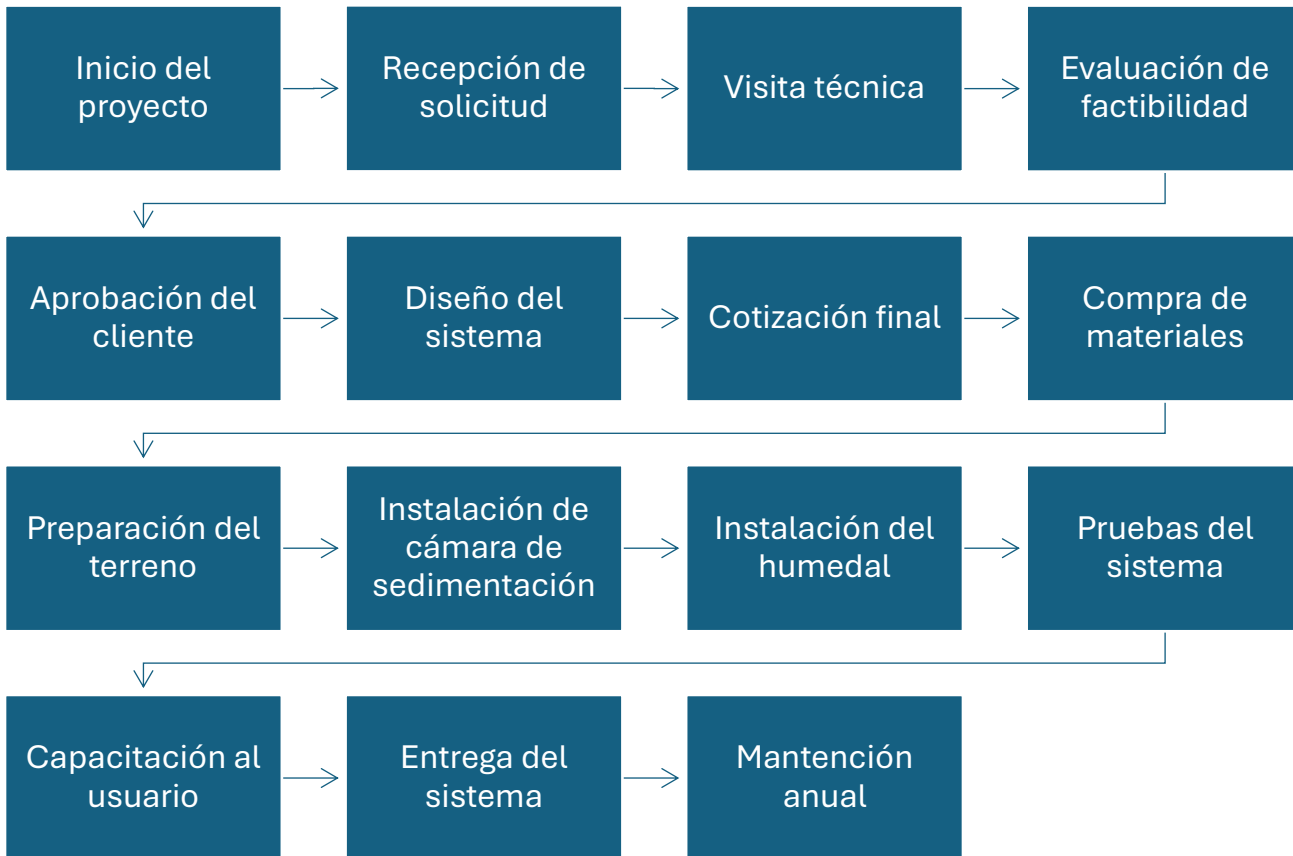 Inicio del
proyecto
Recepción de
solicitud
Visita técnica
Evaluación de
factibilidad
Aprobación del
cliente
Diseño del
sistema
Cotización final
Compra de
materiales
Preparación del
terreno
Instalación de
cámara de
sedimentación
Instalación del
humedal
Pruebas del
sistema
Capacitación al
usuario
Entrega del
sistema
Mantención
anual